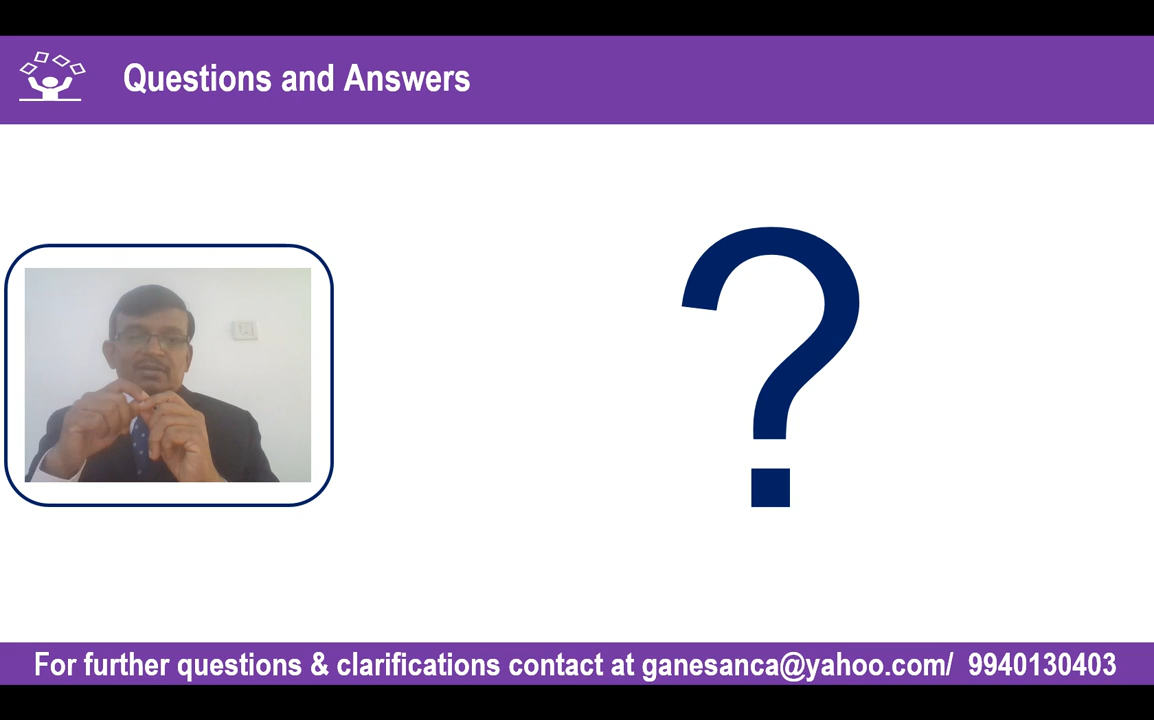 Questions and Answers
?
For further questions & clarifications contact at ganesanca@yahoo.com/ 9940130403